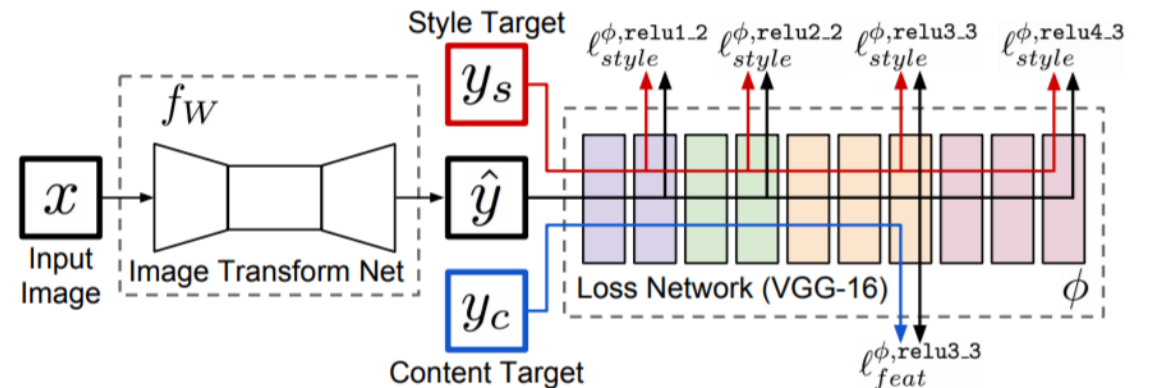 Style Target
ℓ^{ϕ,relu1_2}_{style}
ℓ^{ϕ,relu2_2}_{style}
ℓ^{ϕ,relu3_3}_{style}
ℓ^{ϕ,relu4_3}_{style}
f_W
y_s
x
ŷ
Input
Image
Image Transform Net
y_c
Loss Network (VGG-16)
ϕ
Content Target
ℓ^{ϕ,relu3_3}_{feat}